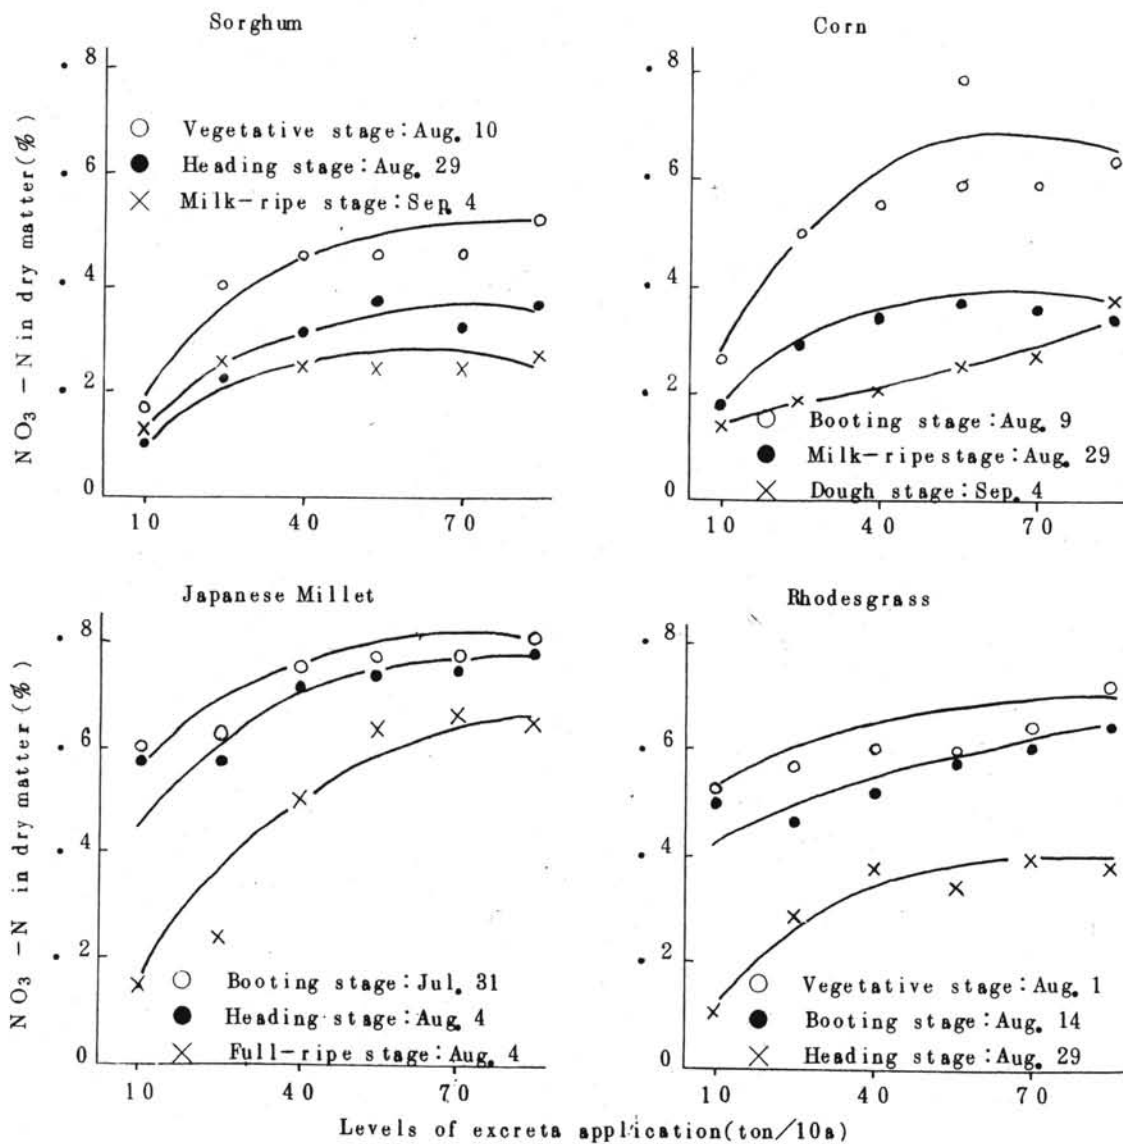 Sorghum
NO₃-N in dry matter(%)
.8
.6
.4
.2
0
○ Vegetative stage:Aug. 10
● Heading stage:Aug. 29
× Milk-ripe stage:Sep. 4
10 40 70
Corn
.8
.6
.4
.2
0
○ Booting stage:Aug. 9
● Milk-ripe stage:Aug. 29
× Dough stage:Sep. 4
10 40 70
Japanese Millet
NO₃-N in dry matter(%)
.8
.6
.4
.2
0
○ Booting stage:Jul. 31
● Heading stage:Aug. 4
× Full-ripe stage:Aug. 4
10 40 70
Rhodesgrass
.8
.6
.4
.2
0
○ Vegetative stage:Aug. 1
● Booting stage:Aug. 14
× Heading stage:Aug. 29
10 40 70
Levels of excreta application(ton/10a)